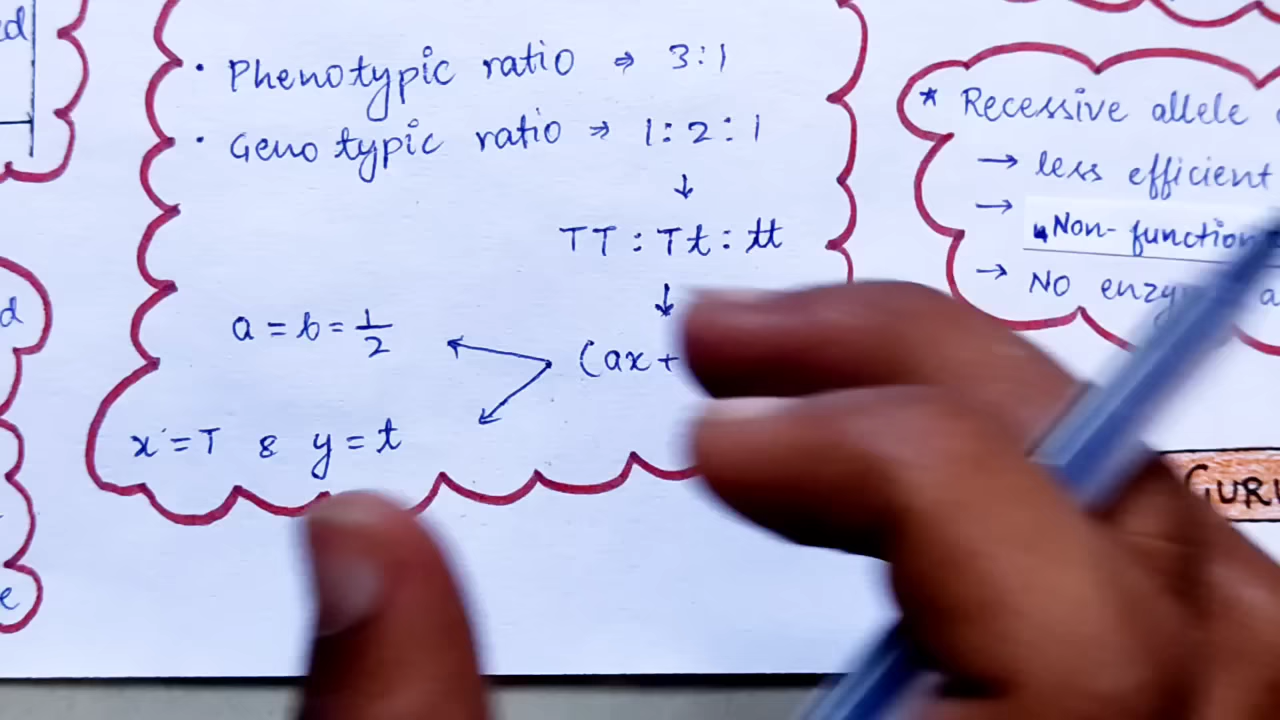 • Phenotypic ratio ⇒ 3:1
• Genotypic ratio ⇒ 1:2:1
↓
TT : Tt : tt
↓
a = b = 1/2
(ax +
x = T & y = t
* Recessive allele
→ less efficient
→ Non-function
→ NO